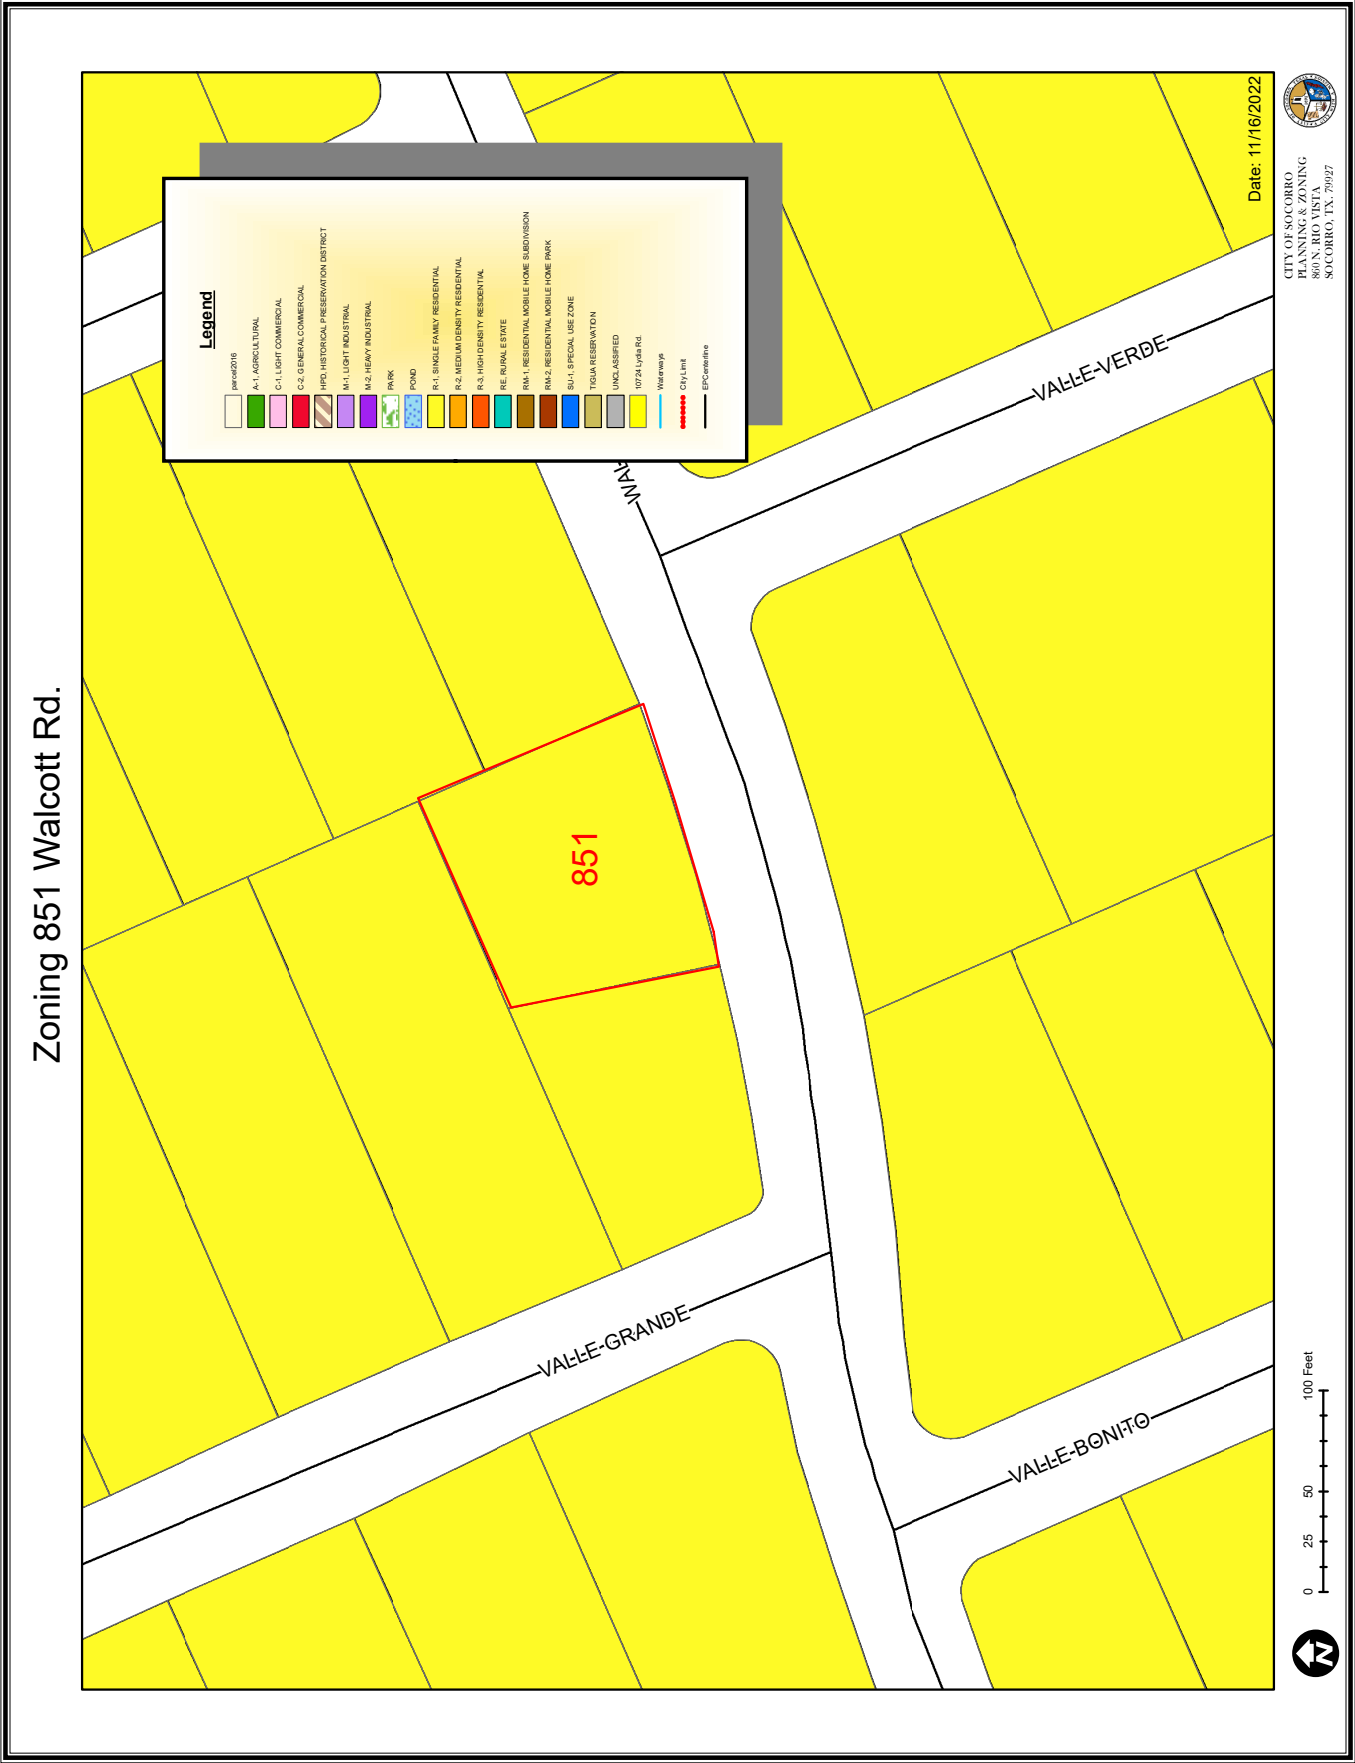 Zoning 851 Walcott Rd.
Legend
parcel2016
A-1, AGRICULTURAL
C-1, LIGHT COMMERCIAL
C-2, GENERAL COMMERCIAL
HPD, HISTORICAL PRESERVATION DISTRICT
M-1, LIGHT INDUSTRIAL
M-2, HEAVY INDUSTRIAL
PARK
POND
R-1, SINGLE FAMILY RESIDENTIAL
R-2, MEDIUM DENSITY RESIDENTIAL
R-3, HIGH DENSITY RESIDENTIAL
RE, RURAL ESTATE
RM-1, RESIDENTIAL MOBILE HOME SUBDIVISION
RM-2, RESIDENTIAL MOBILE HOME PARK
SU-1, SPECIAL USE ZONE
TIGUA RESERVATION
UNCLASSIFIED
10724 Lydia Rd.
Waterways
City Limit
EPCenterline
WAL
851
VALLE-VERDE
VALLE-GRANDE
VALLE-BONITO
Date: 11/16/2022
CITY OF SOCORRO
PLANNING & ZONING
860 N. RIO VISTA
SOCORRO, TX. 79927
0 25 50 100 Feet
N